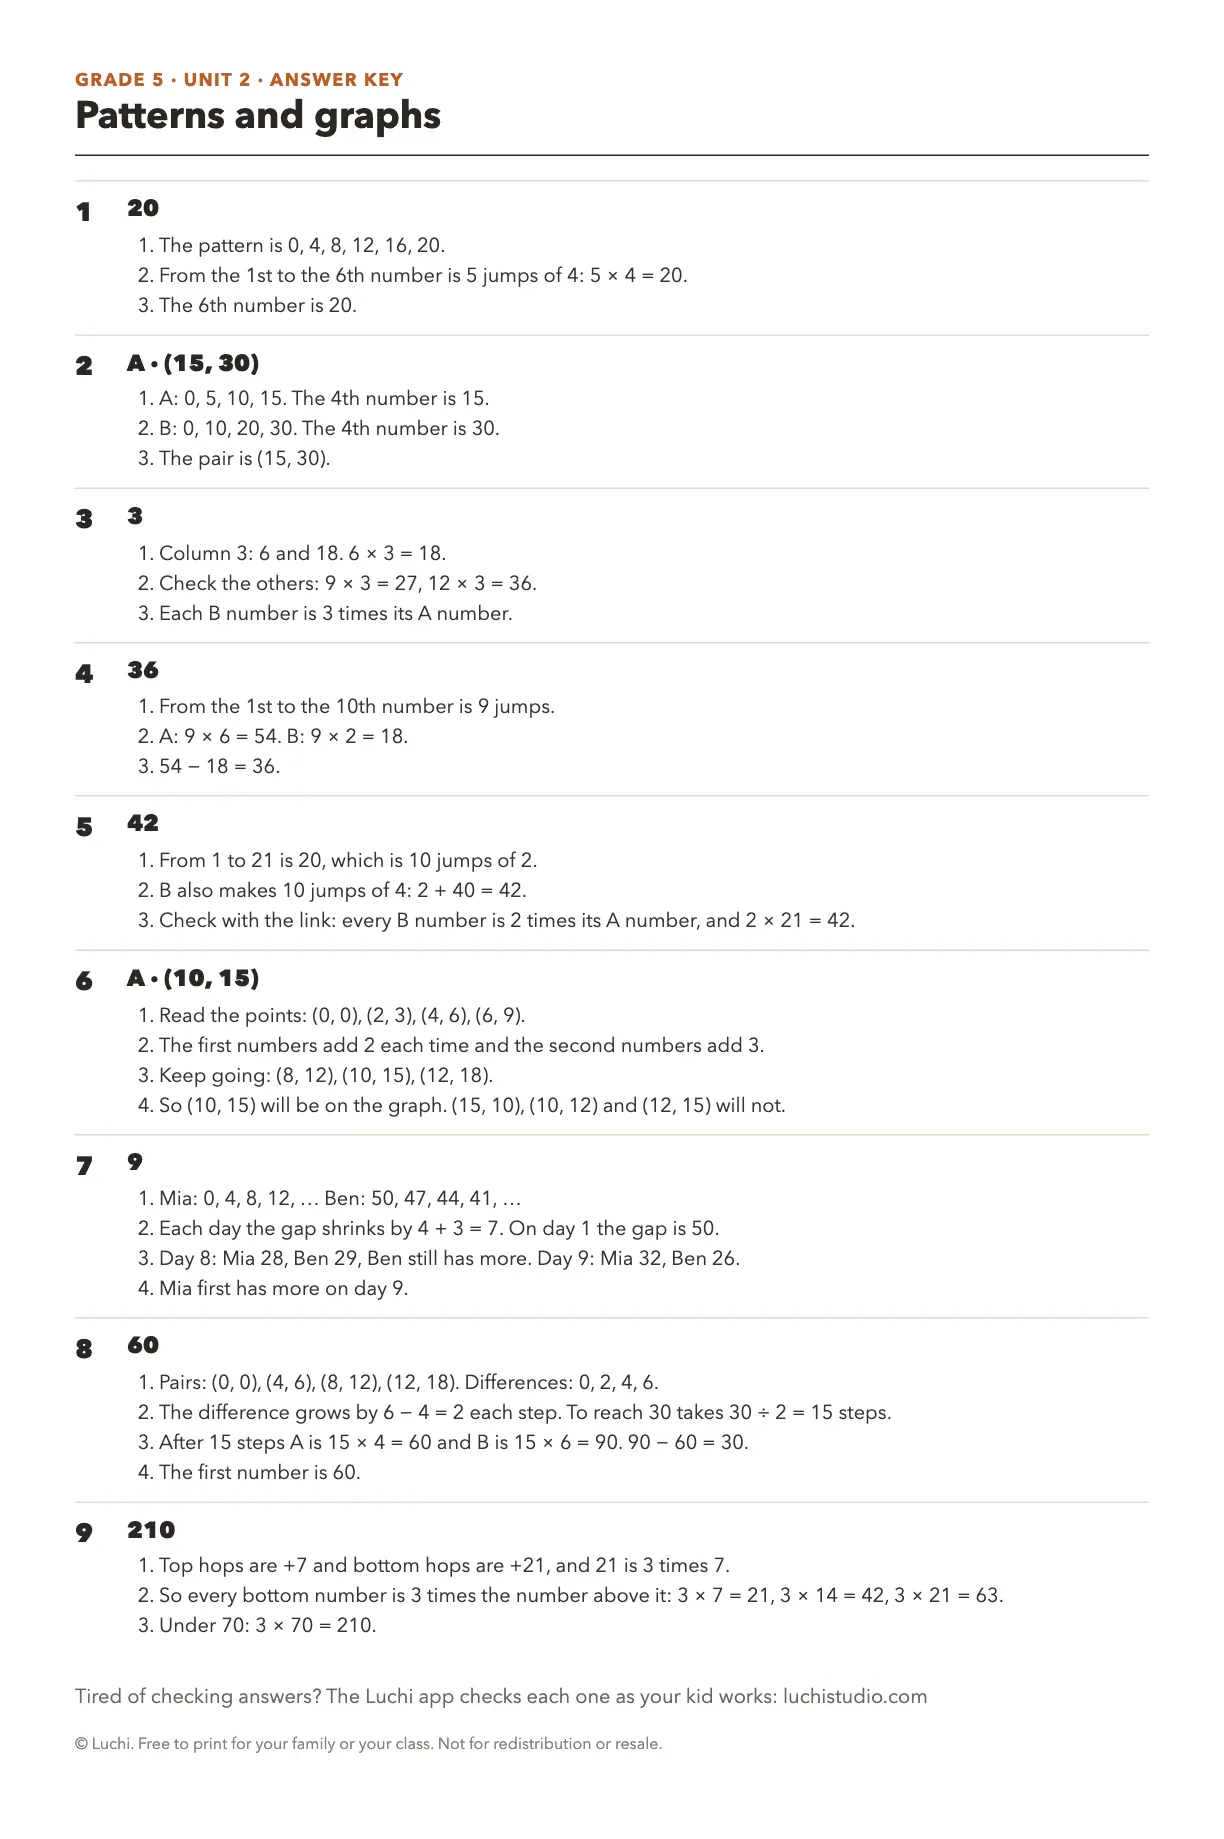 GRADE 5 · UNIT 2 · ANSWER KEY
Patterns and graphs
1 20
1. The pattern is 0, 4, 8, 12, 16, 20.
2. From the 1st to the 6th number is 5 jumps of 4: 5 × 4 = 20.
3. The 6th number is 20.
2 A · (15, 30)
1. A: 0, 5, 10, 15. The 4th number is 15.
2. B: 0, 10, 20, 30. The 4th number is 30.
3. The pair is (15, 30).
3 3
1. Column 3: 6 and 18. 6 × 3 = 18.
2. Check the others: 9 × 3 = 27, 12 × 3 = 36.
3. Each B number is 3 times its A number.
4 36
1. From the 1st to the 10th number is 9 jumps.
2. A: 9 × 6 = 54. B: 9 × 2 = 18.
3. 54 − 18 = 36.
5 42
1. From 1 to 21 is 20, which is 10 jumps of 2.
2. B also makes 10 jumps of 4: 2 + 40 = 42.
3. Check with the link: every B number is 2 times its A number, and 2 × 21 = 42.
6 A · (10, 15)
1. Read the points: (0, 0), (2, 3), (4, 6), (6, 9).
2. The first numbers add 2 each time and the second numbers add 3.
3. Keep going: (8, 12), (10, 15), (12, 18).
4. So (10, 15) will be on the graph. (15, 10), (10, 12) and (12, 15) will not.
7 9
1. Mia: 0, 4, 8, 12, … Ben: 50, 47, 44, 41, …
2. Each day the gap shrinks by 4 + 3 = 7. On day 1 the gap is 50.
3. Day 8: Mia 28, Ben 29, Ben still has more. Day 9: Mia 32, Ben 26.
4. Mia first has more on day 9.
8 60
1. Pairs: (0, 0), (4, 6), (8, 12), (12, 18). Differences: 0, 2, 4, 6.
2. The difference grows by 6 − 4 = 2 each step. To reach 30 takes 30 ÷ 2 = 15 steps.
3. After 15 steps A is 15 × 4 = 60 and B is 15 × 6 = 90. 90 − 60 = 30.
4. The first number is 60.
9 210
1. Top hops are +7 and bottom hops are +21, and 21 is 3 times 7.
2. So every bottom number is 3 times the number above it: 3 × 7 = 21, 3 × 14 = 42, 3 × 21 = 63.
3. Under 70: 3 × 70 = 210.
Tired of checking answers? The Luchi app checks each one as your kid works: luchistudio.com
© Luchi. Free to print for your family or your class. Not for redistribution or resale.